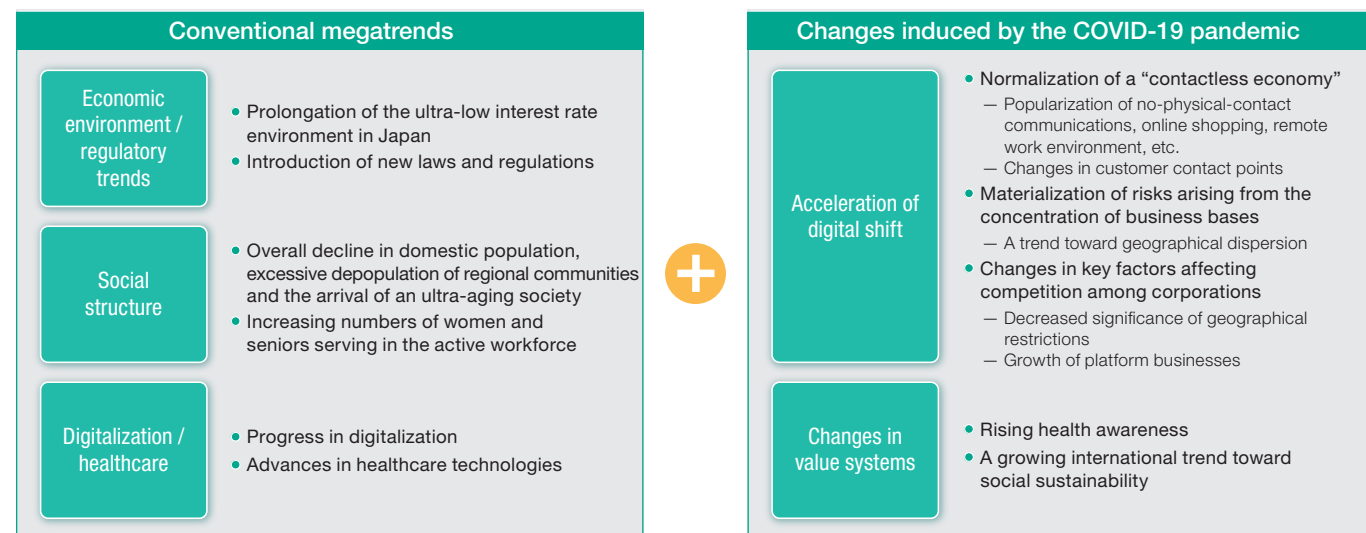 Conventional megatrends
Economic
environment /
regulatory
trends
• Prolongation of the ultra-low interest rate
environment in Japan
• Introduction of new laws and regulations
Social
structure
• Overall decline in domestic population,
excessive depopulation of regional communities
and the arrival of an ultra-aging society
• Increasing numbers of women and
seniors serving in the active workforce
Digitalization /
healthcare
• Progress in digitalization
• Advances in healthcare technologies
+
Changes induced by the COVID-19 pandemic
Acceleration of
digital shift
• Normalization of a “contactless economy”
— Popularization of no-physical-contact
communications, online shopping, remote
work environment, etc.
— Changes in customer contact points
• Materialization of risks arising from the
concentration of business bases
— A trend toward geographical dispersion
• Changes in key factors affecting
competition among corporations
— Decreased significance of geographical
restrictions
— Growth of platform businesses
Changes in
value systems
• Rising health awareness
• A growing international trend toward
social sustainability